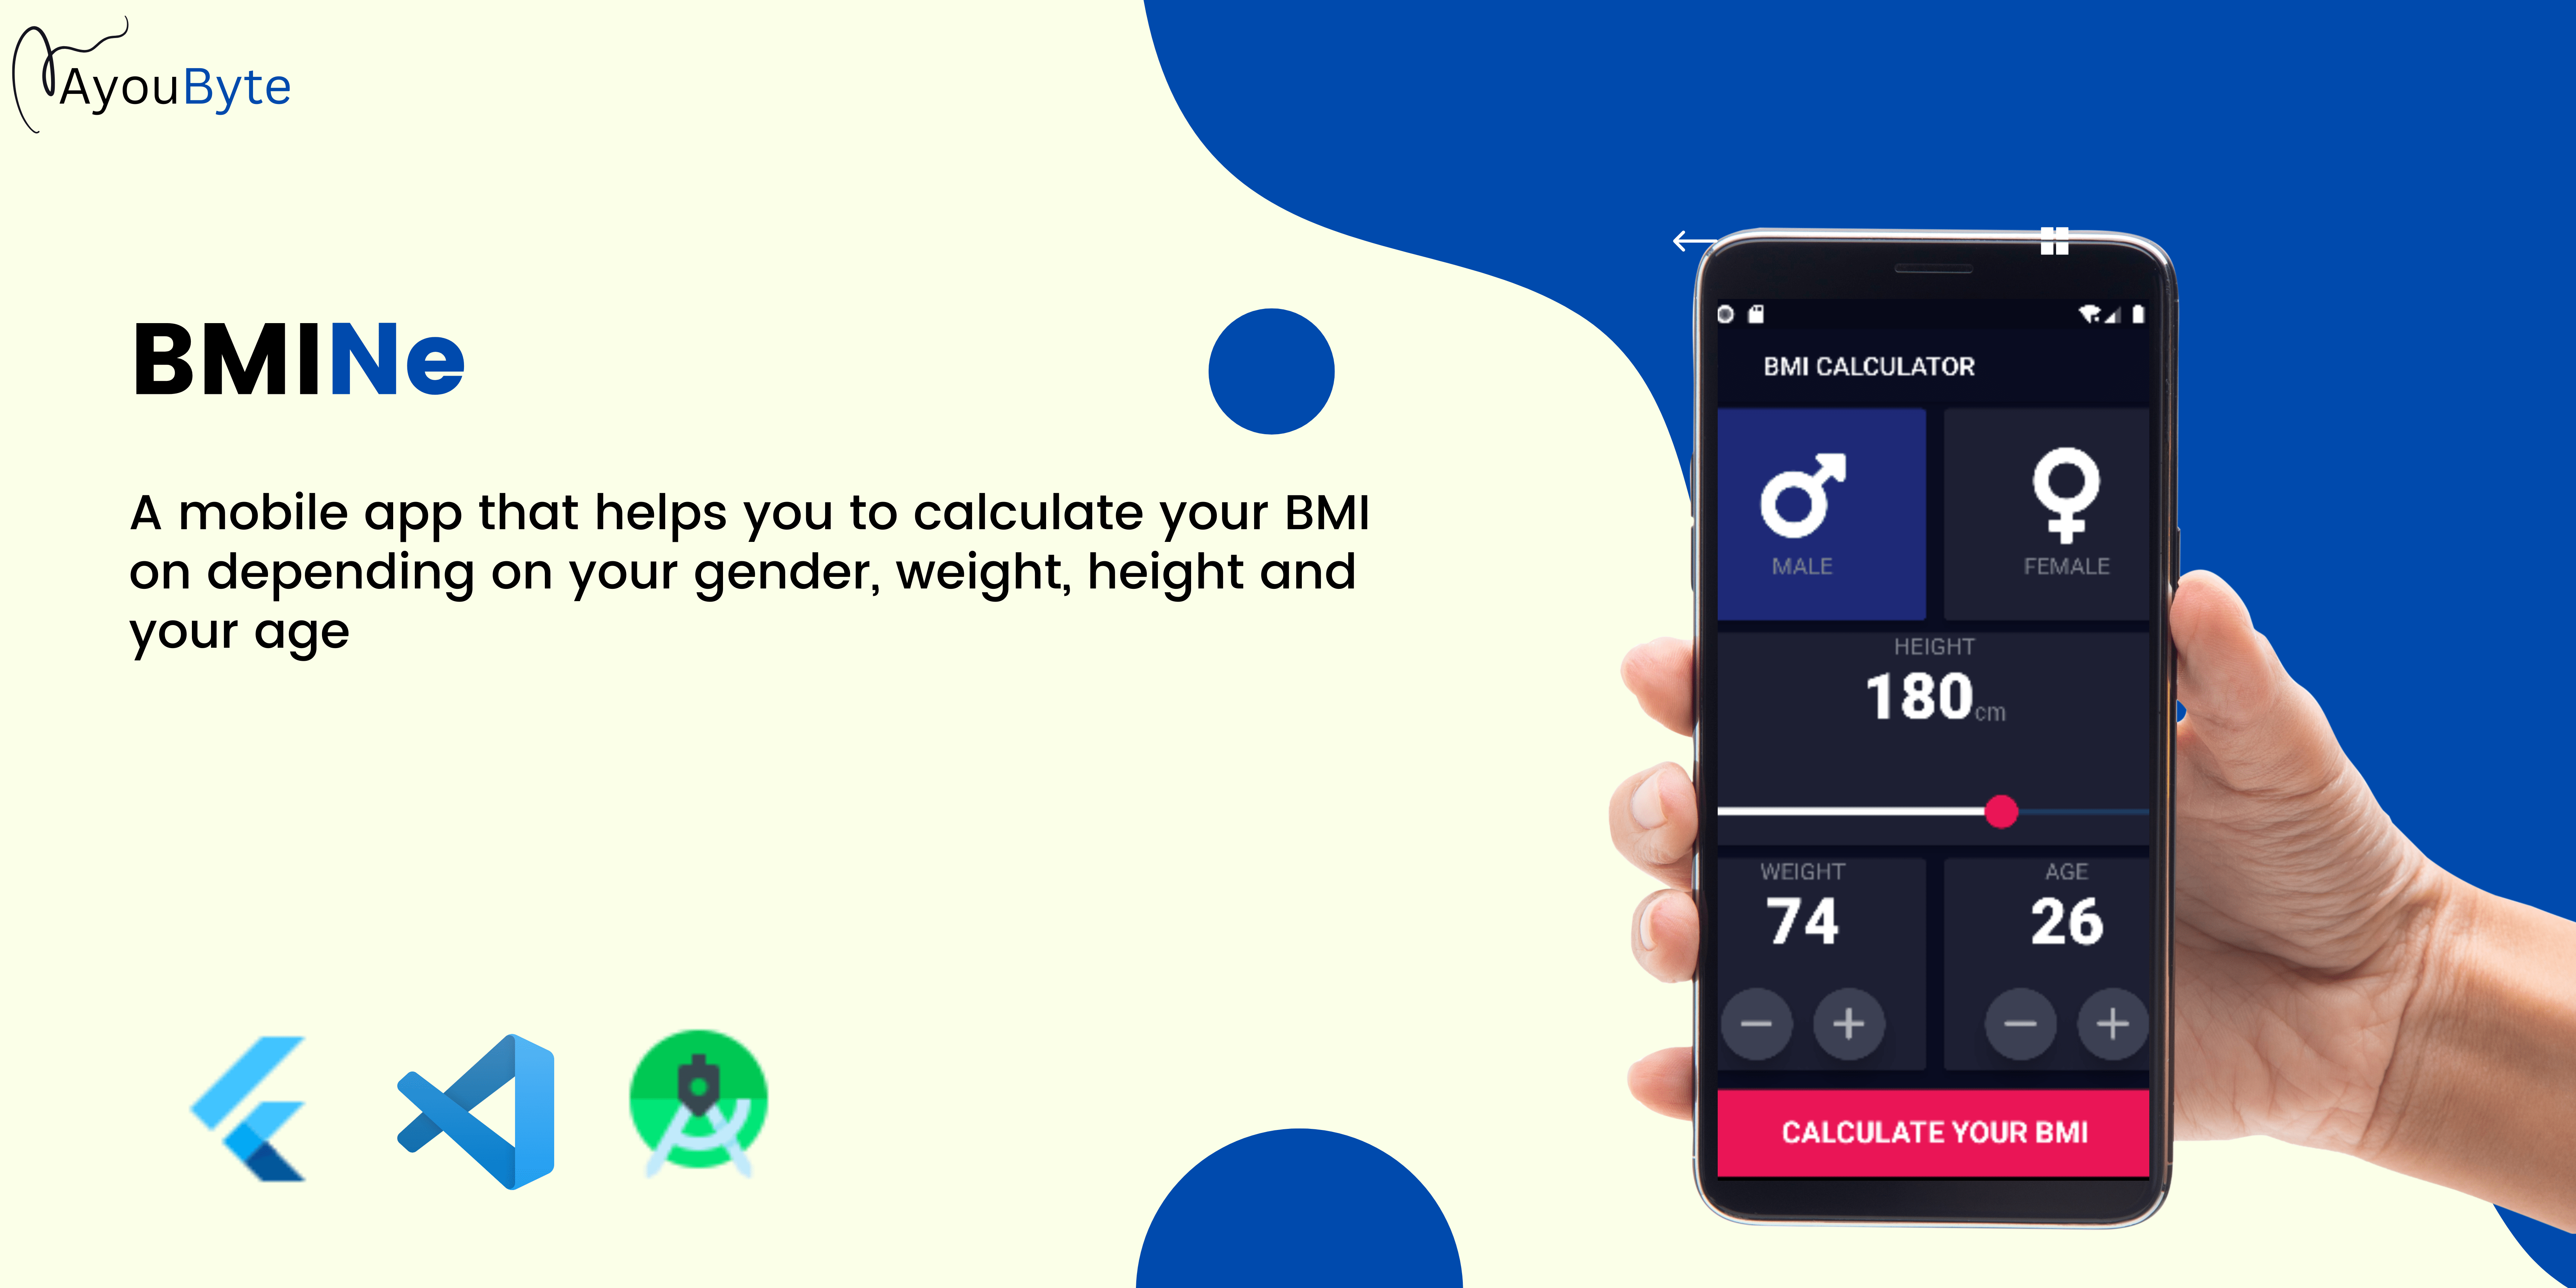 AyouByte
BMINe
A mobile app that helps you to calculate your BMI
on depending on your gender, weight, height and
your age
BMI CALCULATOR
MALE
FEMALE
HEIGHT
180cm
WEIGHT
74
AGE
26
CALCULATE YOUR BMI